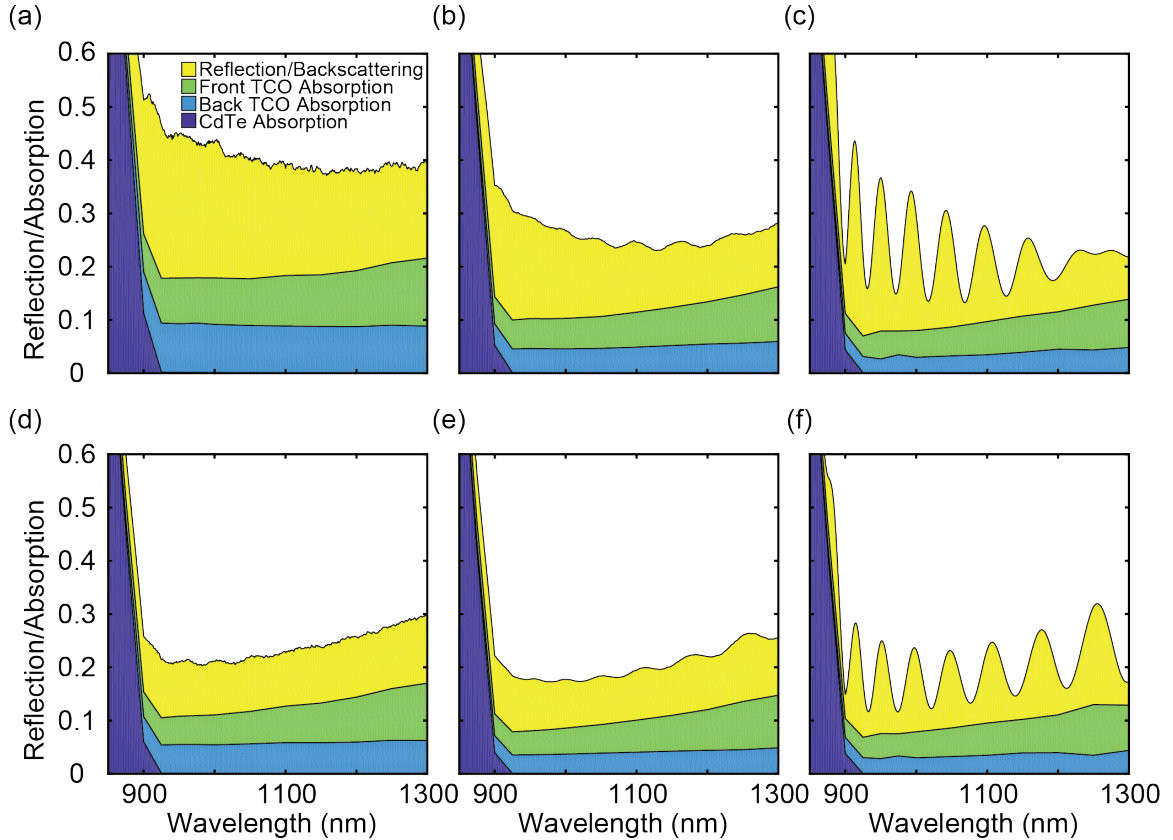 (a) (b) (c)
0.6
0.5
0.4
0.3
0.2
0.1
0
Reflection/Absorption
Reflection/Backscattering
Front TCO Absorption
Back TCO Absorption
CdTe Absorption
(d) (e) (f)
0.6
0.5
0.4
0.3
0.2
0.1
0
Reflection/Absorption
900 1100 1300 900 1100 1300 900 1100 1300
Wavelength (nm) Wavelength (nm) Wavelength (nm)